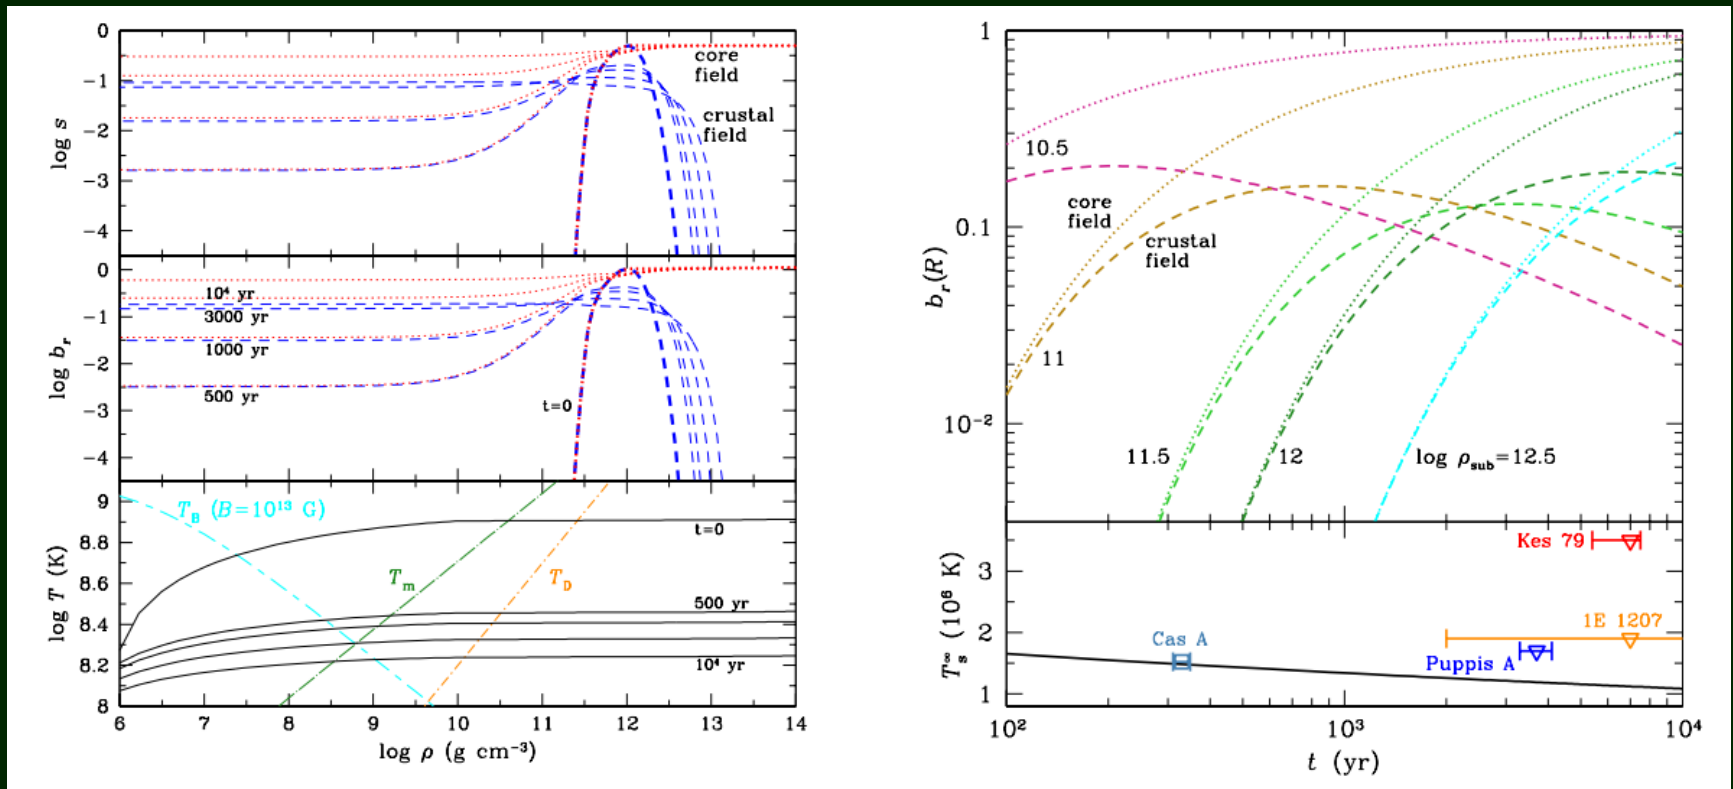 0
−1
−2
−3
−4
log s
core
field
crustal
field
0
−1
−2
−3
−4
log bᵣ
10⁴ yr
3000 yr
1000 yr
500 yr
t=0
9
8.8
8.6
8.4
8.2
8
log T (K)
T_B (B=10¹³ G)
T_m
T_D
t=0
500 yr
10⁴ yr
6 7 8 9 10 11 12 13 14
log ρ (g cm⁻³)
1
0.1
10⁻²
bᵣ(R)
10.5
core
field
crustal
field
11
11.5
12
log ρ_sub=12.5
3
2
1
T_s^∞ (10⁶ K)
Kes 79
1E 1207
Cas A
Puppis A
10² 10³ 10⁴
t (yr)